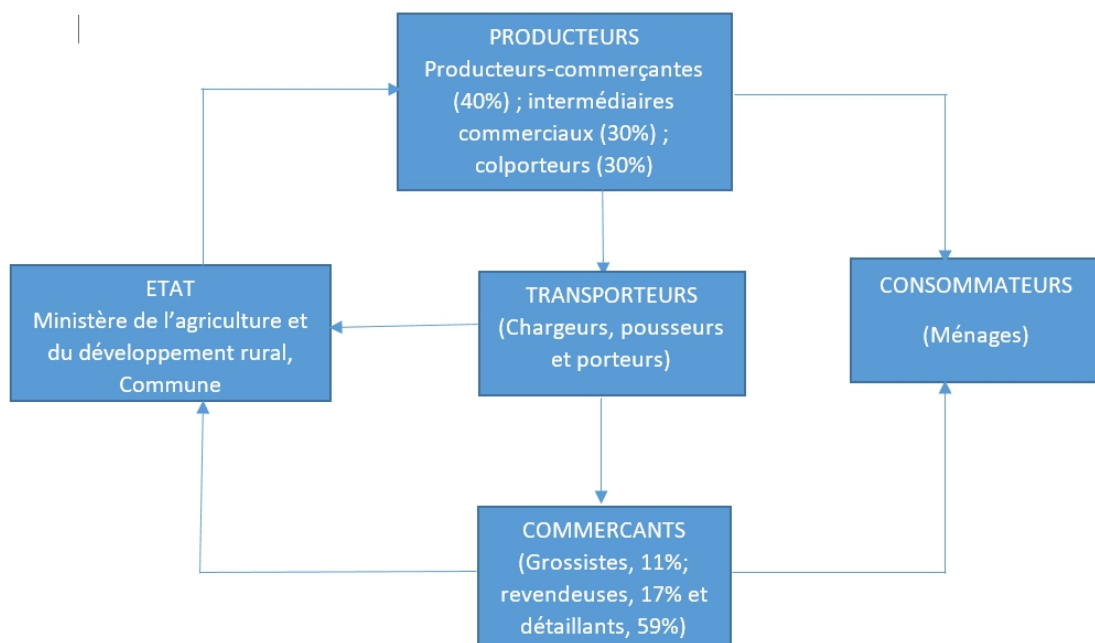 PRODUCTEURS
Producteurs-commerçantes
(40%) ; intermédiaires
commerciaux (30%) ;
colporteurs (30%)
ETAT
Ministère de l’agriculture et
du développement rural,
Commune
TRANSPORTEURS
(Chargeurs, pousseurs
et porteurs)
CONSOMMATEURS
(Ménages)
COMMERCANTS
(Grossistes, 11%;
revendeuses, 17% et
détaillants, 59%)